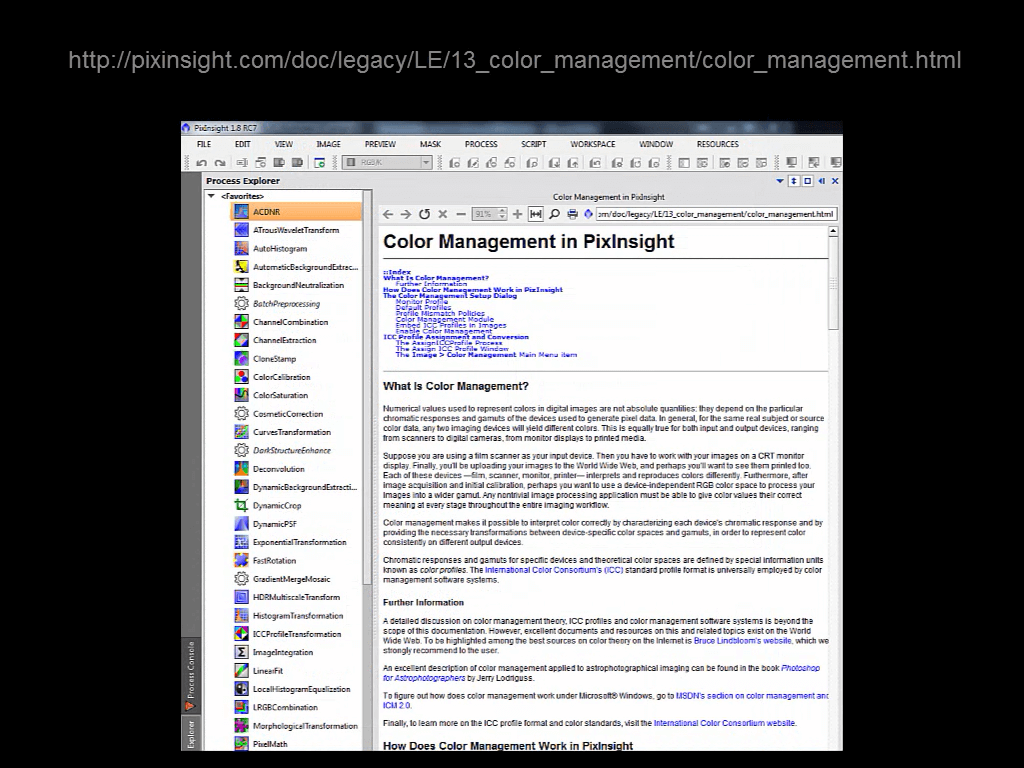 http://pixinsight.com/doc/legacy/LE/13_color_management/color_management.html
PixInsight 1.8 RC7
FILE EDIT VIEW IMAGE PREVIEW MASK PROCESS SCRIPT WORKSPACE WINDOW RESOURCES
RGB/K
Process Explorer
<Favorites>
ACDNR
ATrousWaveletTransform
AutoHistogram
AutomaticBackgroundExtrac...
BackgroundNeutralization
BatchPreprocessing
ChannelCombination
ChannelExtraction
CloneStamp
ColorCalibration
ColorSaturation
CosmeticCorrection
CurvesTransformation
DarkStructureEnhance
Deconvolution
DynamicBackgroundExtracti...
DynamicCrop
DynamicPSF
ExponentialTransformation
FastRotation
GradientMergeMosaic
HDRMultiscaleTransform
HistogramTransformation
ICCProfileTransformation
ImageIntegration
LinearFit
LocalHistogramEqualization
LRGBCombination
MorphologicalTransformation
PixelMath
Process Console
Explorer
Color Management in PixInsight
91%
om/doc/legacy/LE/13_color_management/color_management.html
Color Management in PixInsight
::Index
What Is Color Management?
Further Information
How Does Color Management Work in PixInsight
The Color Management Setup Dialog
Monitor Profile
Default Profiles
Profile Mismatch Policies
Color Management Module
Embed ICC Profiles in Images
Enable Color Management
ICC Profile Assignment and Conversion
The AssignICCProfile Process
The Assign ICC Profile Window
The Image > Color Management Main Menu item
What Is Color Management?
Numerical values used to represent colors in digital images are not absolute quantities: they depend on the particular
chromatic responses and gamuts of the devices used to generate pixel data. In general, for the same real subject or source
color data, any two imaging devices will yield different colors. This is equally true for both input and output devices, ranging
from scanners to digital cameras, from monitor displays to printed media.
Suppose you are using a film scanner as your input device. Then you have to work with your images on a CRT monitor
display. Finally, you'll be uploading your images to the World Wide Web, and perhaps you'll want to see them printed too.
Each of these devices —film, scanner, monitor, printer— interprets and reproduces colors differently. Furthermore, after
image acquisition and initial calibration, perhaps you want to use a device-independent RGB color space to process your
images into a wider gamut. Any nontrivial image processing application must be able to give color values their correct
meaning at every stage throughout the entire imaging workflow.
Color management makes it possible to interpret color correctly by characterizing each device's chromatic response and by
providing the necessary transformations between device-specific color spaces and gamuts, in order to represent color
consistently on different output devices.
Chromatic responses and gamuts for specific devices and theoretical color spaces are defined by special information units
known as color profiles. The International Color Consortium's (ICC) standard profile format is universally employed by color
management software systems.
Further Information
A detailed discussion on color management theory, ICC profiles and color management software systems is beyond the
scope of this documentation. However, excellent documents and resources on this and related topics exist on the World
Wide Web. To be highlighted among the best sources on color theory on the Internet is Bruce Lindbloom's website, which we
strongly recommend to the user.
An excellent description of color management applied to astrophotographical imaging can be found in the book Photoshop
for Astrophotographers by Jerry Lodriguss.
To figure out how does color management work under Microsoft® Windows, go to MSDN's section on color management and
ICM 2.0.
Finally, to learn more on the ICC profile format and color standards, visit the International Color Consortium website.
How Does Color Management Work in PixInsight